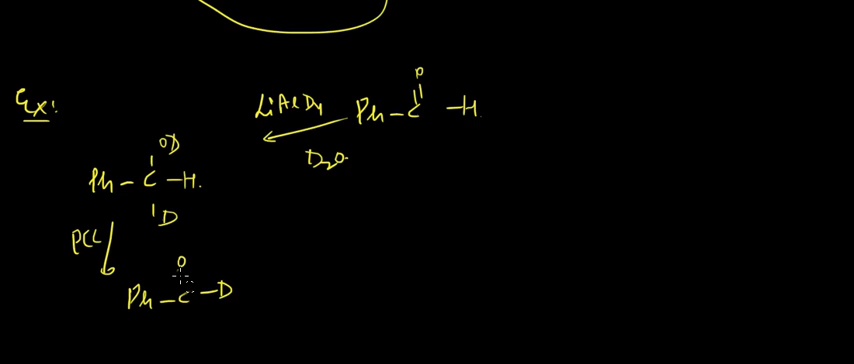 Ex:
LiAlD4 Ph-C-H
O
D2O
OD
Ph-C-H.
D
PCC
O
Ph-C-D